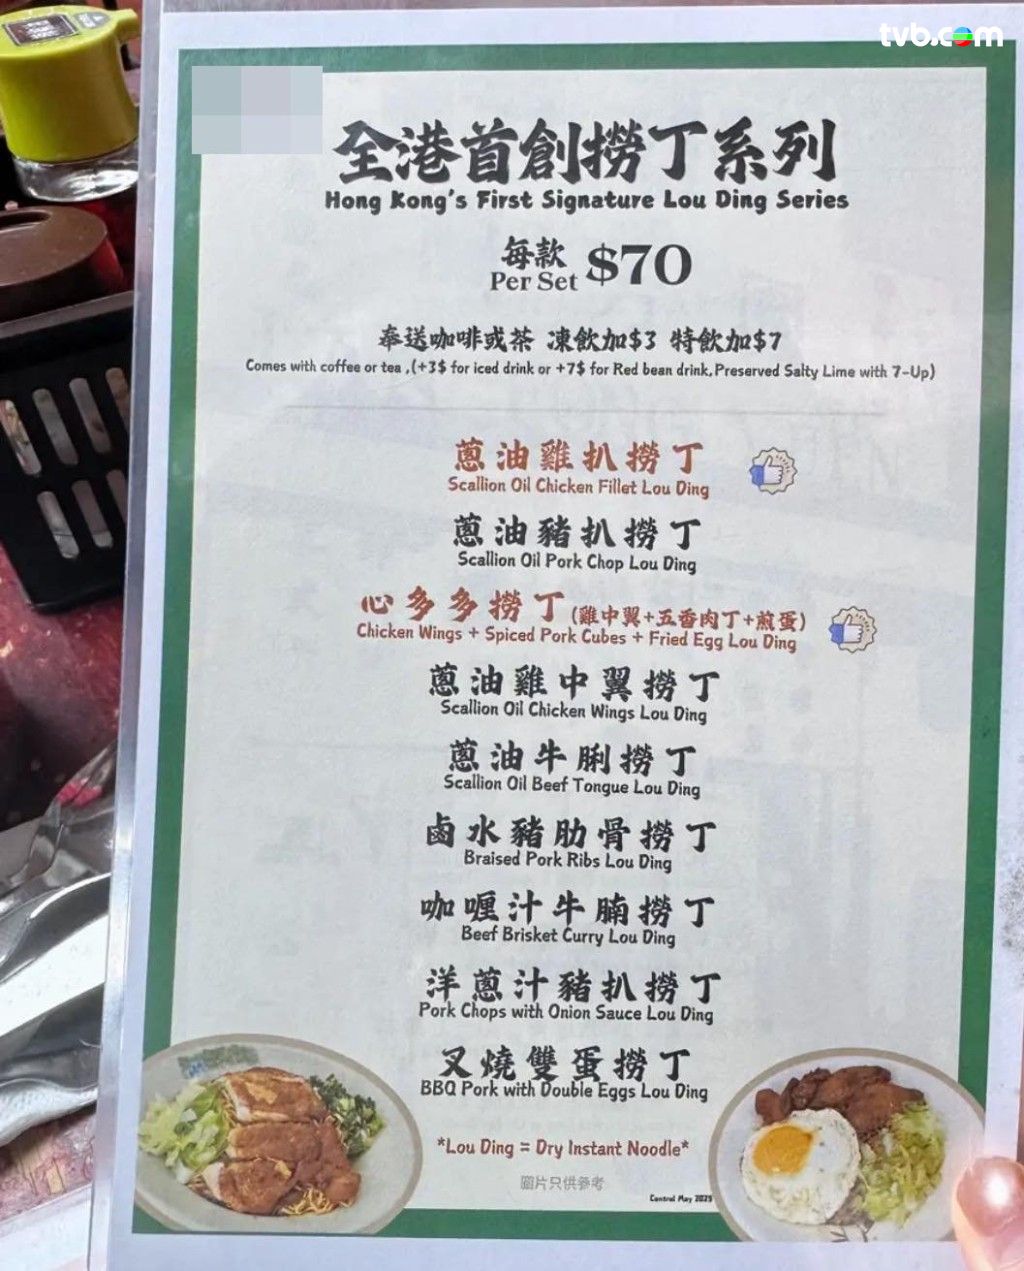 tvb.com
全港首創撈丁系列
Hong Kong's First Signature Lou Ding Series
每款 $70
Per Set
奉送咖啡或茶 凍飲加$3 特飲加$7
Comes with coffee or tea ,(+3$ for iced drink or +7$ for Red bean drink,Preserved Salty Lime with 7-Up)
蔥油雞扒撈丁
Scallion Oil Chicken Fillet Lou Ding
蔥油豬扒撈丁
Scallion Oil Pork Chop Lou Ding
心多多撈丁(雞中翼+五香肉丁+煎蛋)
Chicken Wings + Spiced Pork Cubes + Fried Egg Lou Ding
蔥油雞中翼撈丁
Scallion Oil Chicken Wings Lou Ding
蔥油牛脷撈丁
Scallion Oil Beef Tongue Lou Ding
鹵水豬肋骨撈丁
Braised Pork Ribs Lou Ding
咖喱汁牛腩撈丁
Beef Brisket Curry Lou Ding
洋蔥汁豬扒撈丁
Pork Chops with Onion Sauce Lou Ding
叉燒雙蛋撈丁
BBQ Pork with Double Eggs Lou Ding
*Lou Ding = Dry Instant Noodle*
圖片只供參考
Central May 2025